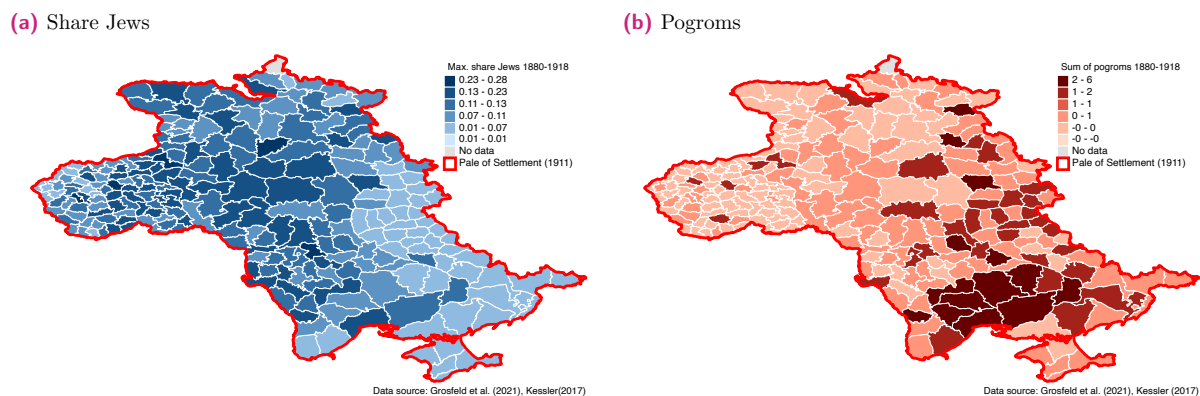 (a) Share Jews
Max. share Jews 1880-1918
0.23 - 0.28
0.13 - 0.23
0.11 - 0.13
0.07 - 0.11
0.01 - 0.07
0.01 - 0.01
No data
Pale of Settlement (1911)
Data source: Grosfeld et al. (2021), Kessler(2017)
(b) Pogroms
Sum of pogroms 1880-1918
2 - 6
1 - 2
1 - 1
0 - 1
-0 - 0
-0 - -0
No data
Pale of Settlement (1911)
Data source: Grosfeld et al. (2021), Kessler (2017)